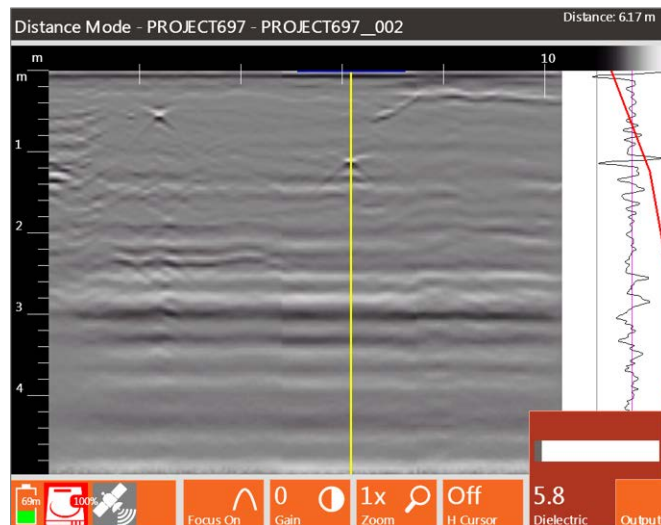 Distance Mode - PROJECT697 - PROJECT697__002
Distance: 6.17 m
m
10
m
1
2
3
4
69m
100%
Focus On
0
Gain
1x
Zoom
Off
H Cursor
5.8
Dielectric
Output